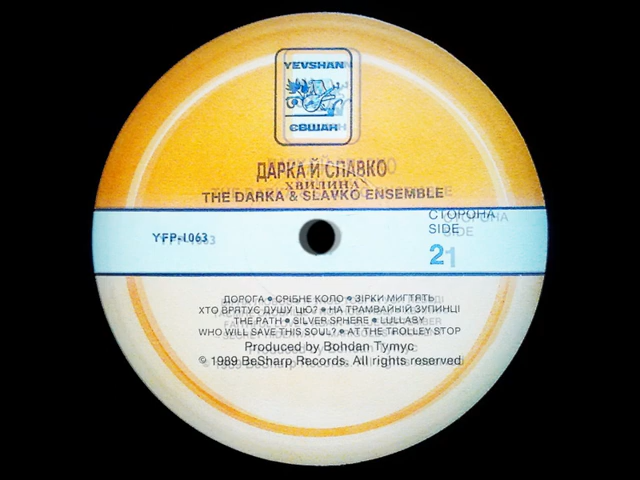 YEVSHAN
ЄВШАН
ДАРКА Й СЛАВКО
ХВИЛИНА
THE DARKA & SLAVKO ENSEMBLE
YFP-1063
СТОРОНА
SIDE
2
1
ДОРОГА • СРІБНЕ КОЛО • ЗІРКИ МИГТЯТЬ
ХТО ВРЯТУЄ ДУШУ ЦЮ? • НА ТРАМВАЙНІЙ ЗУПИНЦІ
THE PATH • SILVER SPHERE • LULLABY
WHO WILL SAVE THIS SOUL? • AT THE TROLLEY STOP
Produced by Bohdan Tymyc
© 1989 BeSharp Records. All rights reserved.